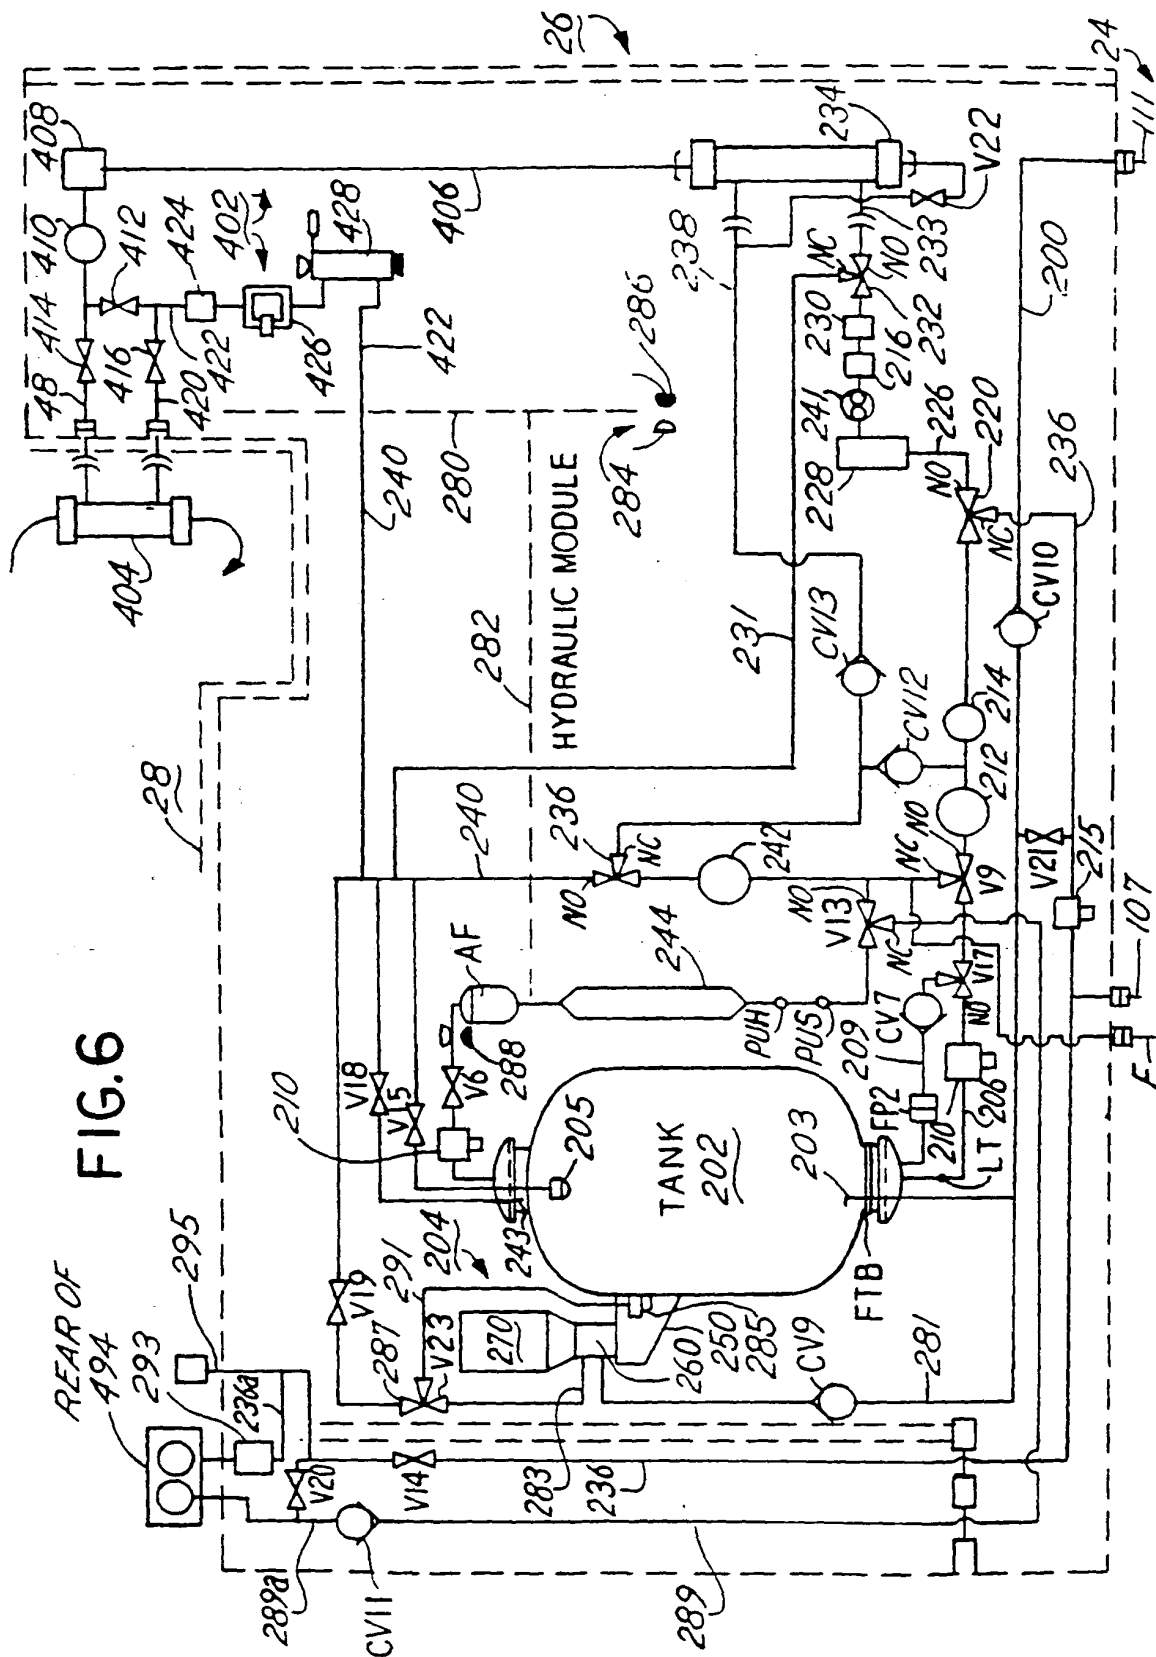 FIG.6
REAR OF
494
293
295
236a
289a
CV11
V20
V14
236
283
289
281
CV9
287
V23
291
204
V19
270
260
250
285
243
V18
V15
210
205
V6
288
AF
TANK
202
203
FTB
FP2
210
LT
206
CV7
209
NO
V17
PUH
PUS
244
V13
NO
NC
242
NO
236
NC
240
NC
NO
V9
212
214
V21
215
107
F
CV12
CV13
231
HYDRAULIC MODULE
282
280
284
286
240
422
28
404
48
414
416
420
422
426
412
424
402
428
410
408
406
26
238
234
NC
NO
233
V22
230
216
232
241
228
226
220
NO
NC
CV10
236
200
111
24